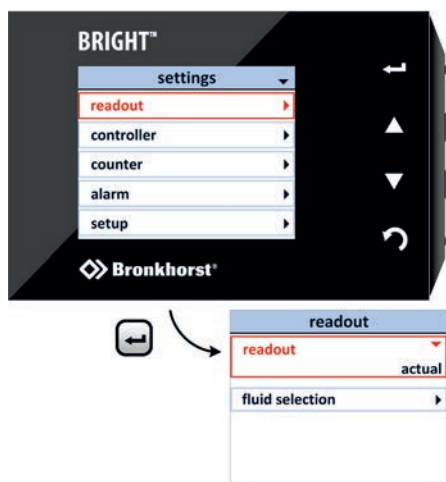 BRIGHT™
settings
readout
controller
counter
alarm
setup
Bronkhorst®
readout
readout
actual
fluid selection